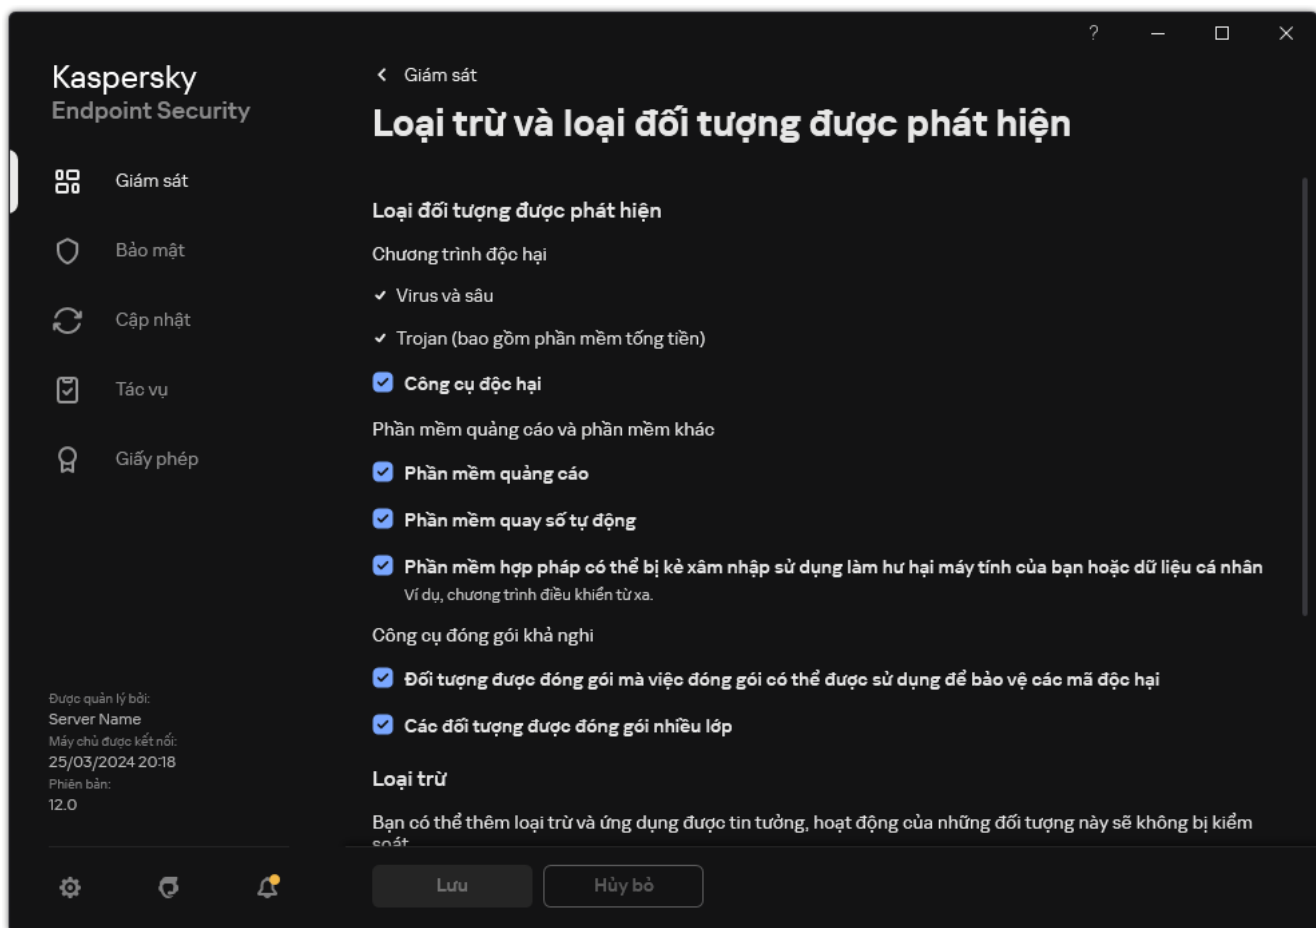 ?
Kaspersky
Endpoint Security
Giám sát
Bảo mật
Cập nhật
Tác vụ
Giấy phép
Được quản lý bởi:
Server Name
Máy chủ được kết nối:
25/03/2024 20:18
Phiên bản:
12.0
Giám sát
Loại trừ và loại đối tượng được phát hiện
Loại đối tượng được phát hiện
Chương trình độc hại
Virus và sâu
Trojan (bao gồm phần mềm tống tiền)
Công cụ độc hại
Phần mềm quảng cáo và phần mềm khác
Phần mềm quảng cáo
Phần mềm quay số tự động
Phần mềm hợp pháp có thể bị kẻ xâm nhập sử dụng làm hư hại máy tính của bạn hoặc dữ liệu cá nhân
Ví dụ, chương trình điều khiển từ xa.
Công cụ đóng gói khả nghi
Đối tượng được đóng gói mà việc đóng gói có thể được sử dụng để bảo vệ các mã độc hại
Các đối tượng được đóng gói nhiều lớp
Loại trừ
Bạn có thể thêm loại trừ và ứng dụng được tin tưởng, hoạt động của những đối tượng này sẽ không bị kiểm
soát
Lưu
Hủy bỏ